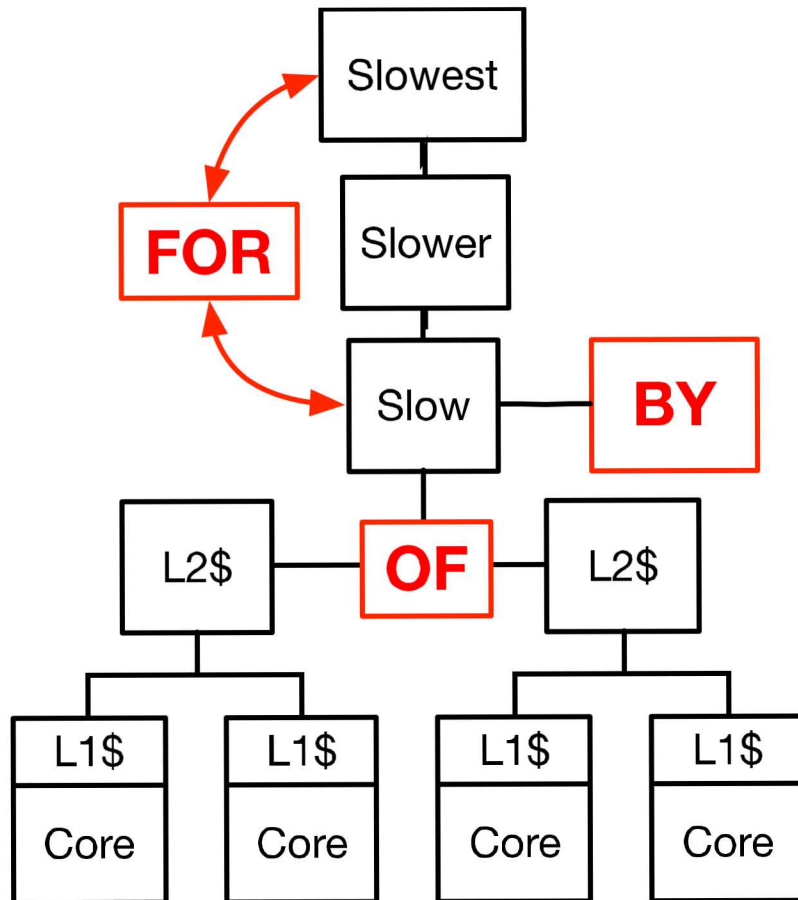 Slowest
FOR
Slower
Slow
BY
L2$
OF
L2$
L1$
L1$
L1$
L1$
Core
Core
Core
Core